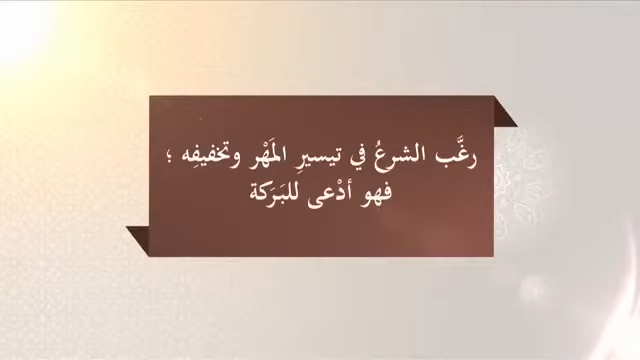 رغَّب الشرعُ في تيسيرِ المَهْر وتخفيفِه ؛
فهو أدْعى للبَرَكة